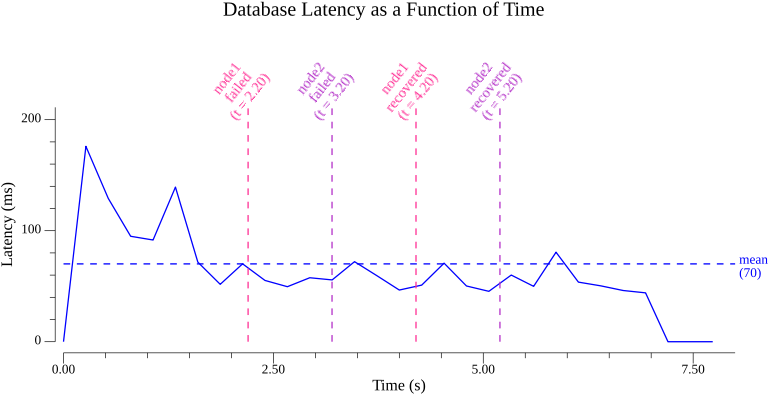 Database Latency as a Function of Time
node1
failed
(t = 2.20)
node2
failed
(t = 3.20)
node1
recovered
(t = 4.20)
node2
recovered
(t = 5.20)
200
100
0
Latency (ms)
mean
(70)
0.00
2.50
5.00
7.50
Time (s)